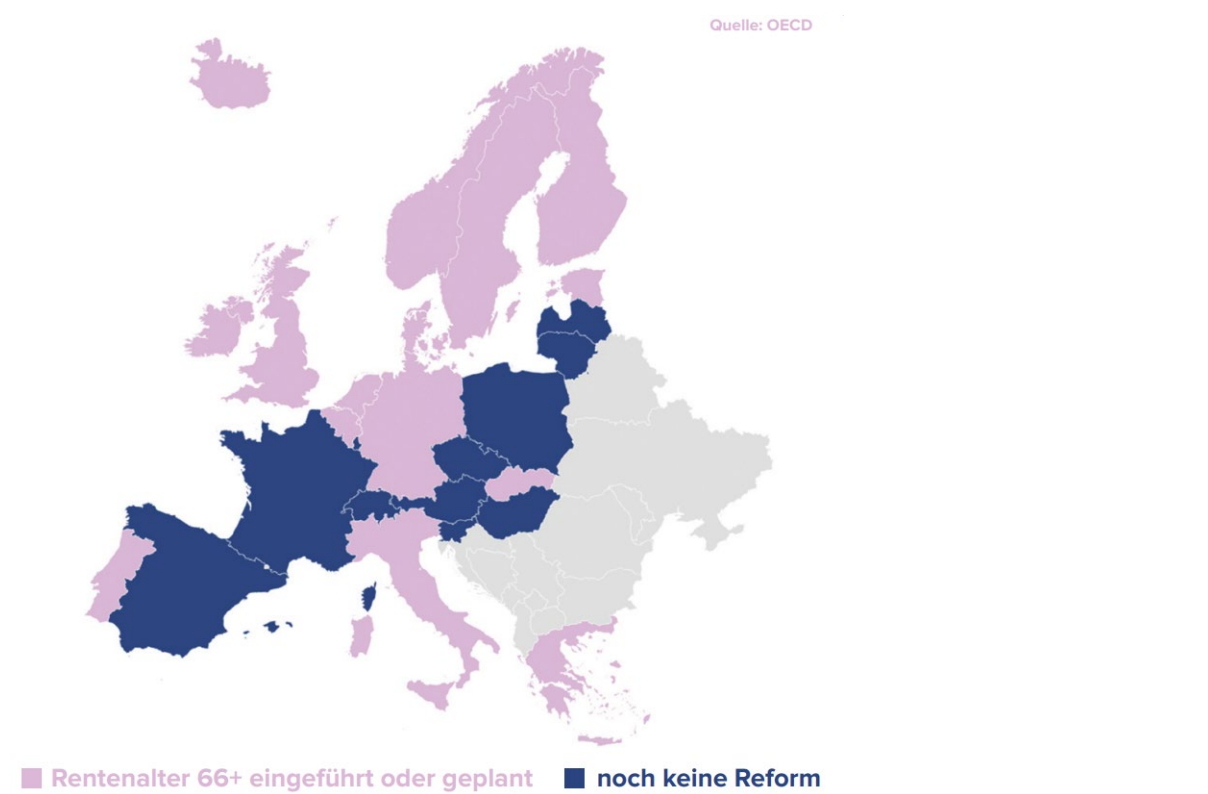 Quelle: OECD
Rentenalter 66+ eingeführt oder geplant
noch keine Reform